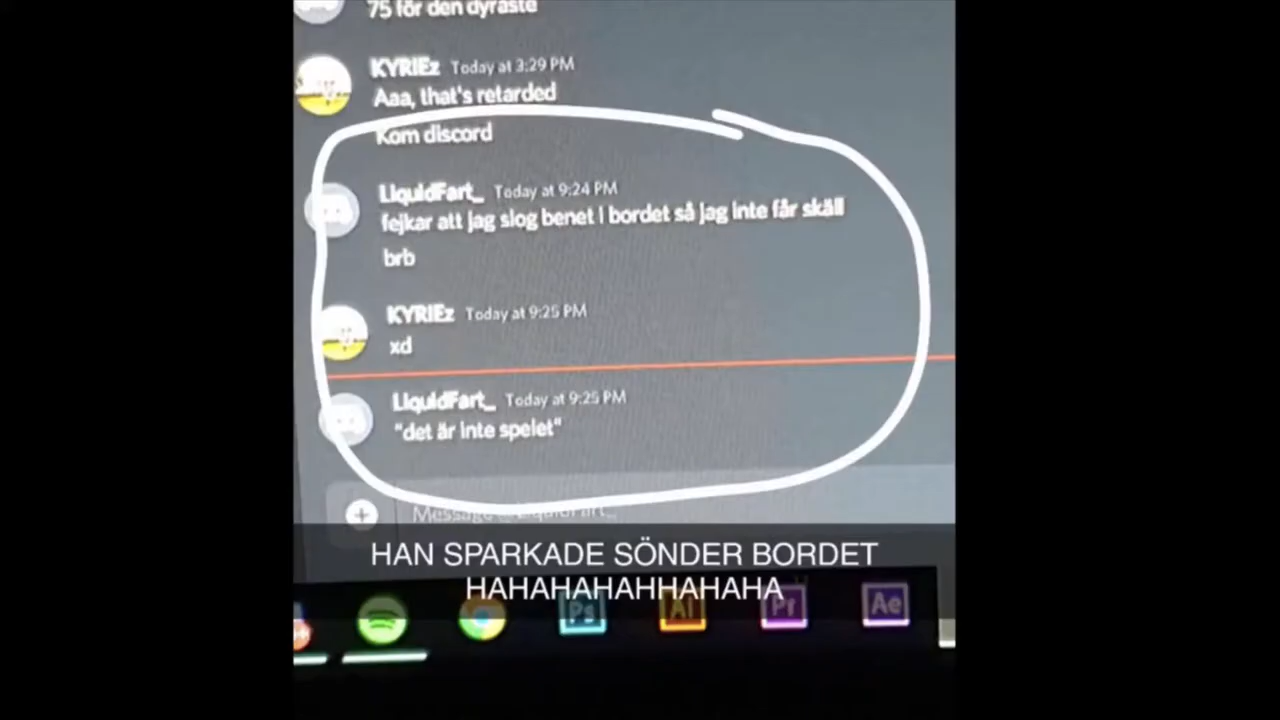 75 för den dyraste
KYRIEz Today at 3:29 PM
Aaa, that's retarded
Kom discord
LiquidFart_ Today at 9:24 PM
fejkar att jag slog benet i bordet så jag inte får skäll
brb
KYRIEz Today at 9:25 PM
xd
LiquidFart_ Today at 9:25 PM
"det är inte spelet"
Message @LiquidFart_
HAN SPARKADE SÖNDER BORDET
HAHAHAHAHHAHAHA
Ps Ai Pr Ae